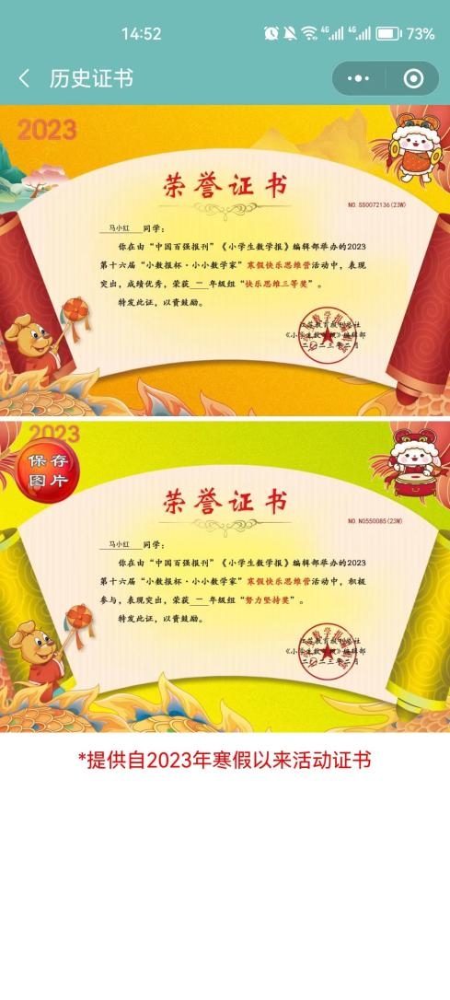 14:52
4G 4G 73%
历史证书
2023
荣誉证书
NO.SS0072136(23W)
马小红 同学：
你在由“中国百强报刊”《小学生数学报》编辑部举办的2023
第十六届“小数报杯·小小数学家”寒假快乐思维营活动中，表现
突出，成绩优秀，荣获 一 年级组“快乐思维三等奖”。
特发此证，以资鼓励。
江苏教育报刊总社
《小学生数学报》编辑部
二〇二三年二月
2023
保存
图片
荣誉证书
NO.NO550085(23W)
马小红 同学：
你在由“中国百强报刊”《小学生数学报》编辑部举办的2023
第十六届“小数报杯·小小数学家”寒假快乐思维营活动中，积极
参与，表现突出，荣获 一 年级组“努力坚持奖”。
特发此证，以资鼓励。
江苏教育报刊总社
《小学生数学报》编辑部
二〇二三年二月
*提供自2023年寒假以来活动证书